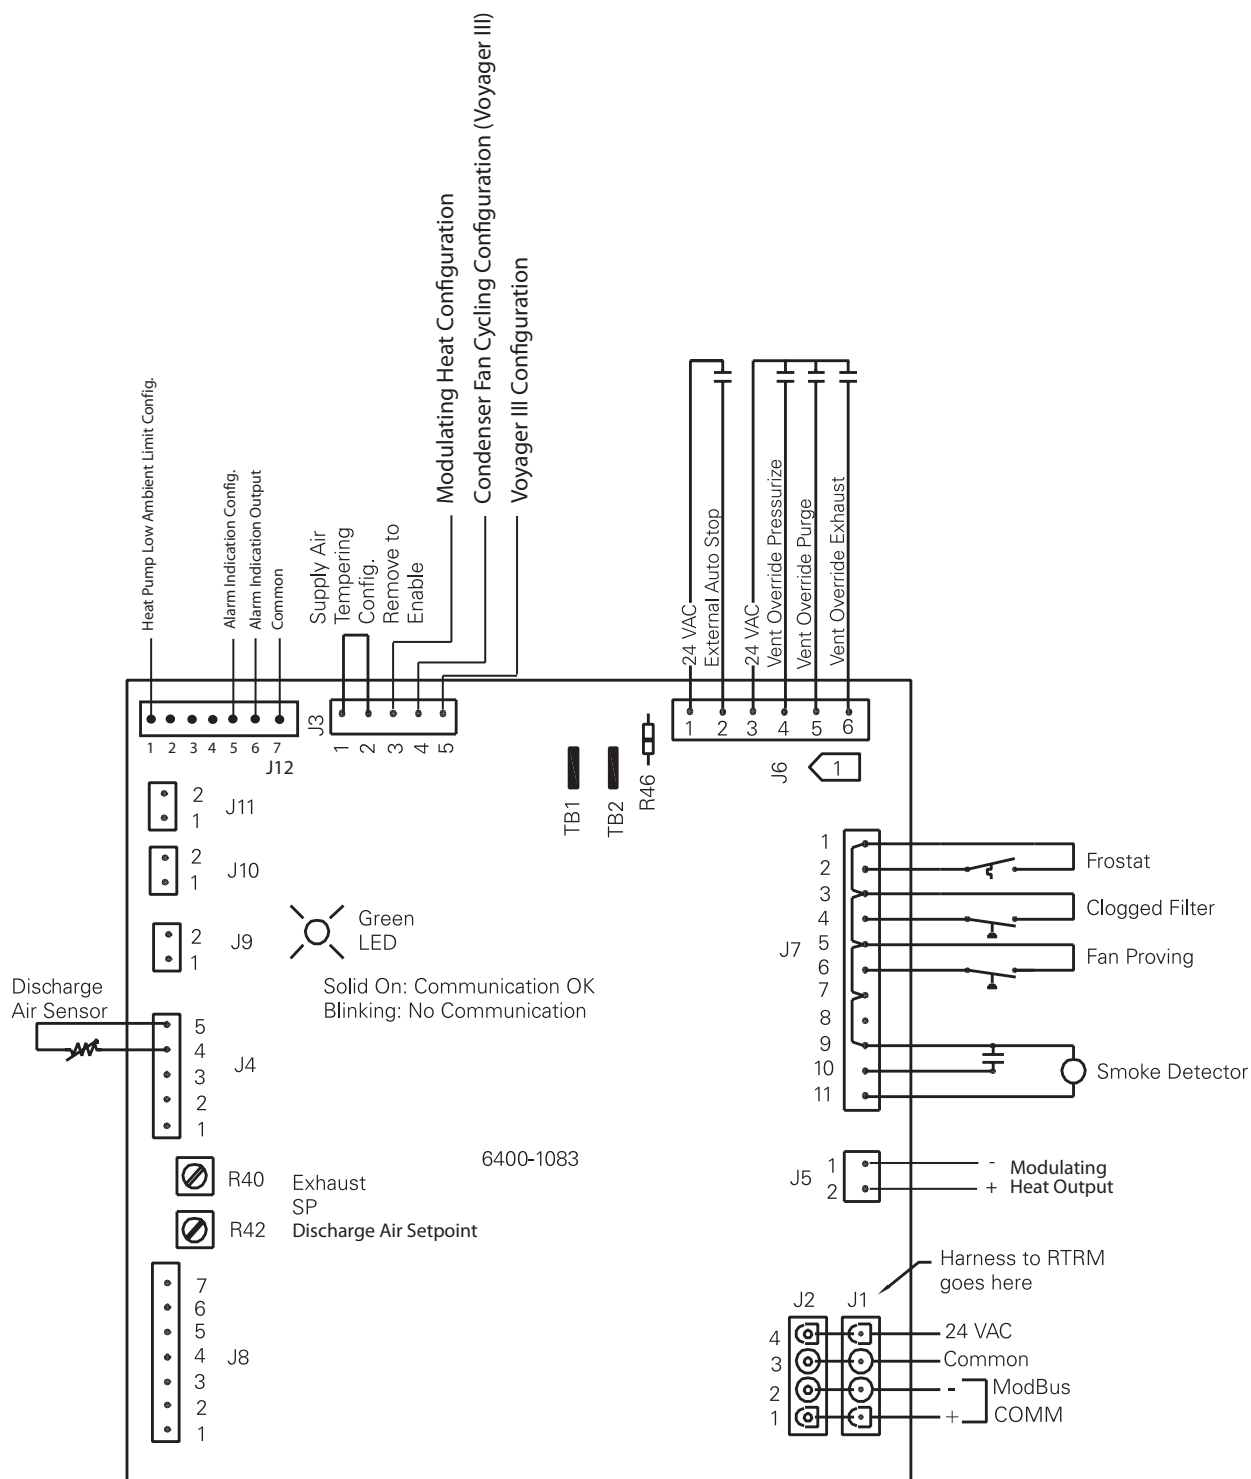 Heat Pump Low Ambient Limit Config.
Alarm Indication Config.
Alarm Indication Output
Common
Supply Air
Tempering
Config.
Remove to
Enable
Modulating Heat Configuration
Condenser Fan Cycling Configuration (Voyager III)
Voyager III Configuration
24 VAC
External Auto Stop
24 VAC
Vent Override Pressurize
Vent Override Purge
Vent Override Exhaust
1 2 3 4 5 6 7
J12
J3
1 2 3 4 5
TB1
TB2
R46
1 2 3 4 5 6
J6
1
2
1
J11
2
1
J10
2
1
J9
Green
LED
Solid On: Communication OK
Blinking: No Communication
Discharge
Air Sensor
5
4
3
2
1
J4
1
2
3
4
5
6
7
8
9
10
11
J7
Frostat
Clogged Filter
Fan Proving
Smoke Detector
6400-1083
R40
Exhaust
SP
R42
Discharge Air Setpoint
J5
1
2
- Modulating
+ Heat Output
7
6
5
4
3
2
1
J8
Harness to RTRM
goes here
J2 J1
4
3
2
1
24 VAC
Common
- ModBus
+ COMM